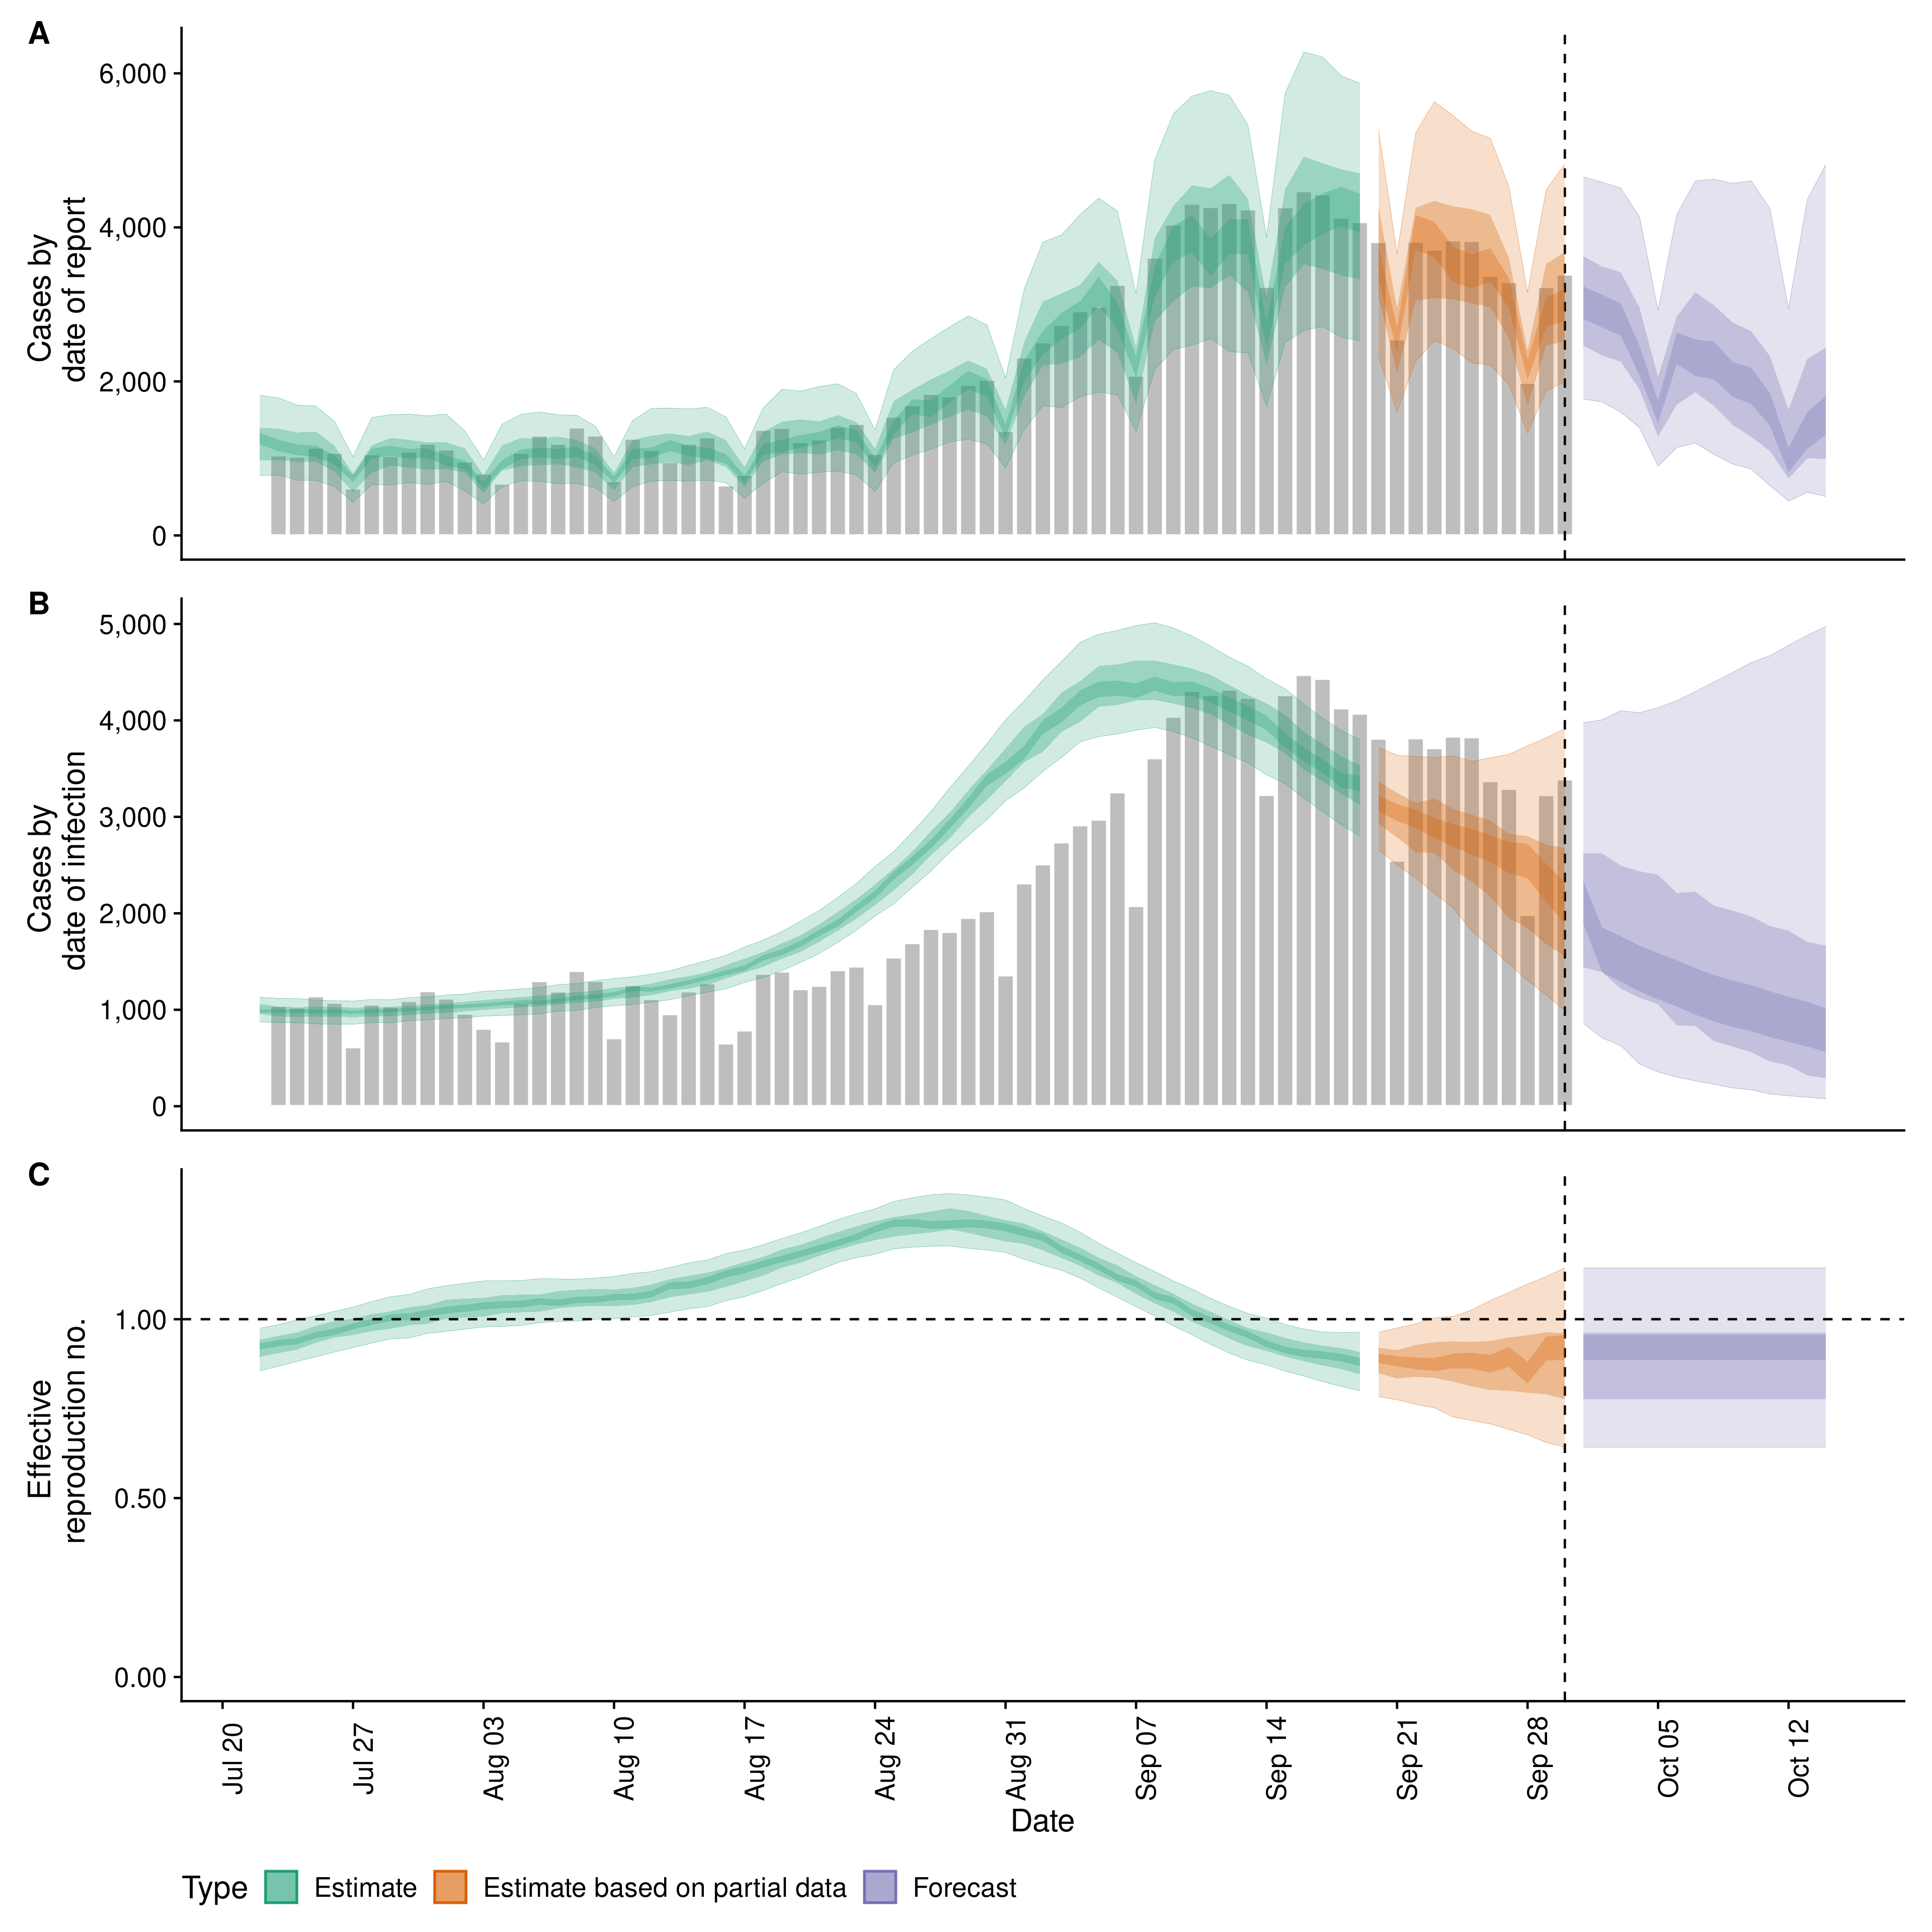 A
6,000
4,000
2,000
0
Cases by
date of report
B
5,000
4,000
3,000
2,000
1,000
0
Cases by
date of infection
C
1.00
0.50
0.00
Effective
reproduction no.
Jul 20
Jul 27
Aug 03
Aug 10
Aug 17
Aug 24
Aug 31
Sep 07
Sep 14
Sep 21
Sep 28
Oct 05
Oct 12
Date
Type Estimate Estimate based on partial data Forecast